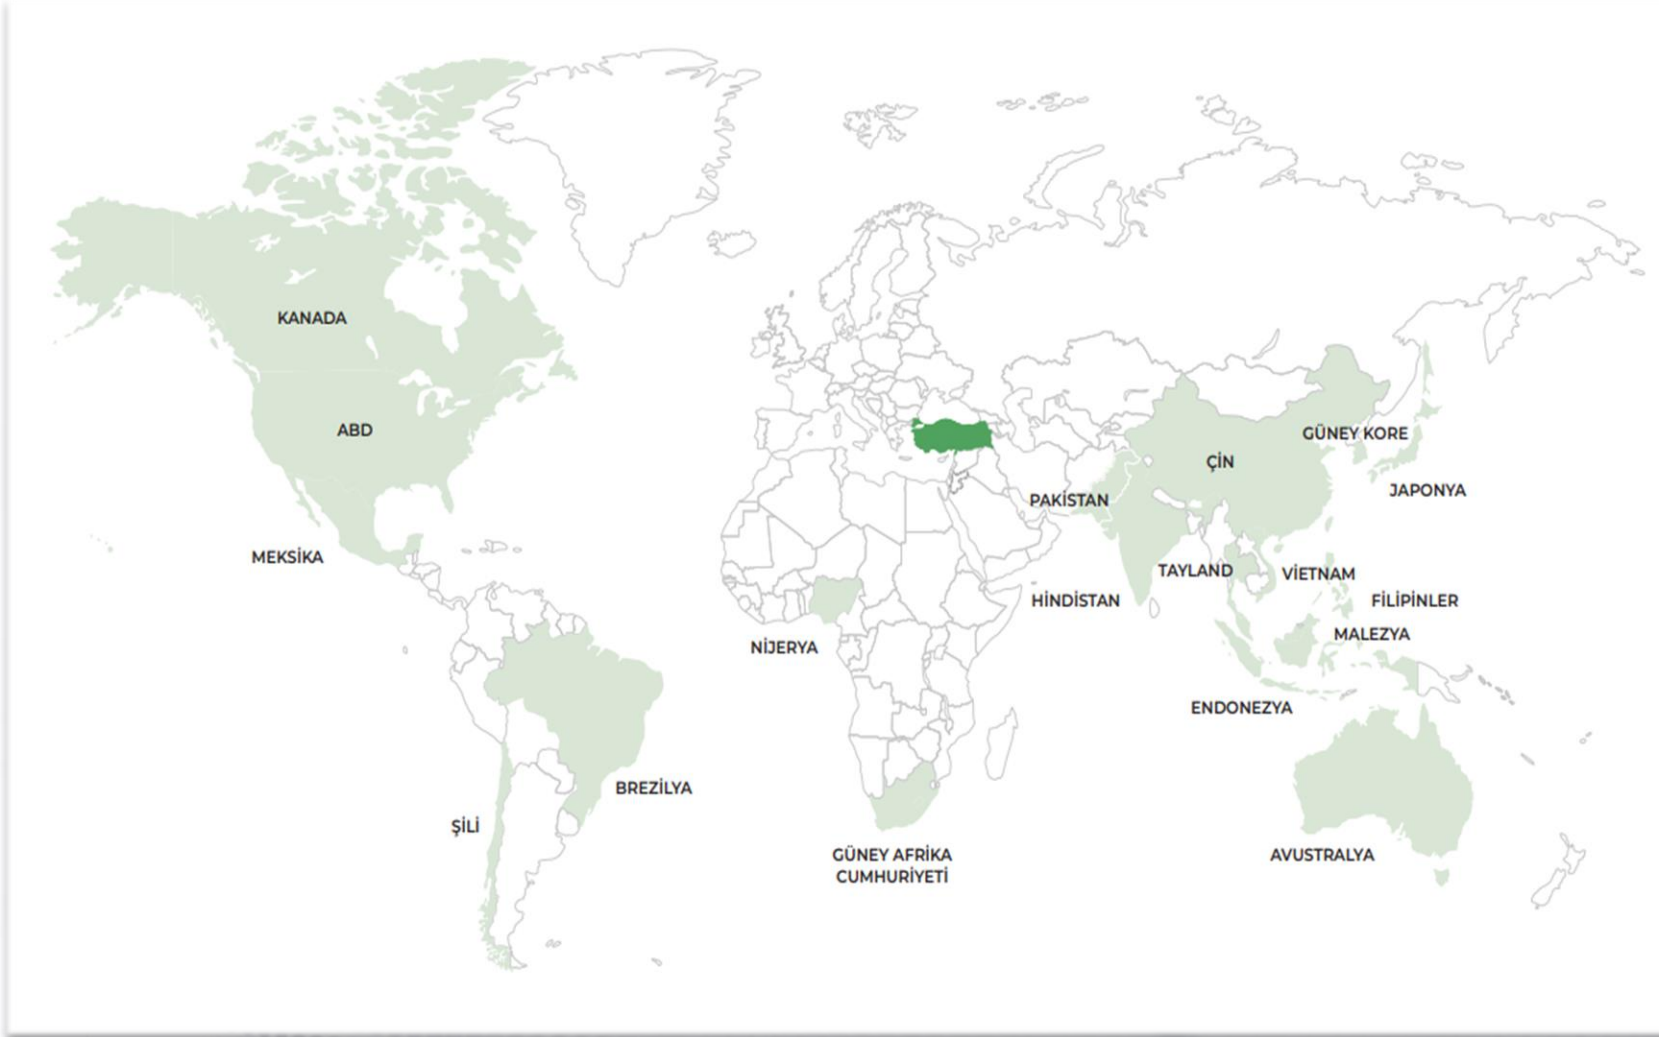 KANADA
ABD
GÜNEY KORE
ÇİN
JAPONYA
PAKİSTAN
MEKSİKA
TAYLAND
VİETNAM
HİNDİSTAN
FİLİPİNLER
MALEZYA
NİJERYA
ENDONEZYA
BREZİLYA
ŞİLİ
GÜNEY AFRİKA
CUMHURİYETİ
AVUSTRALYA